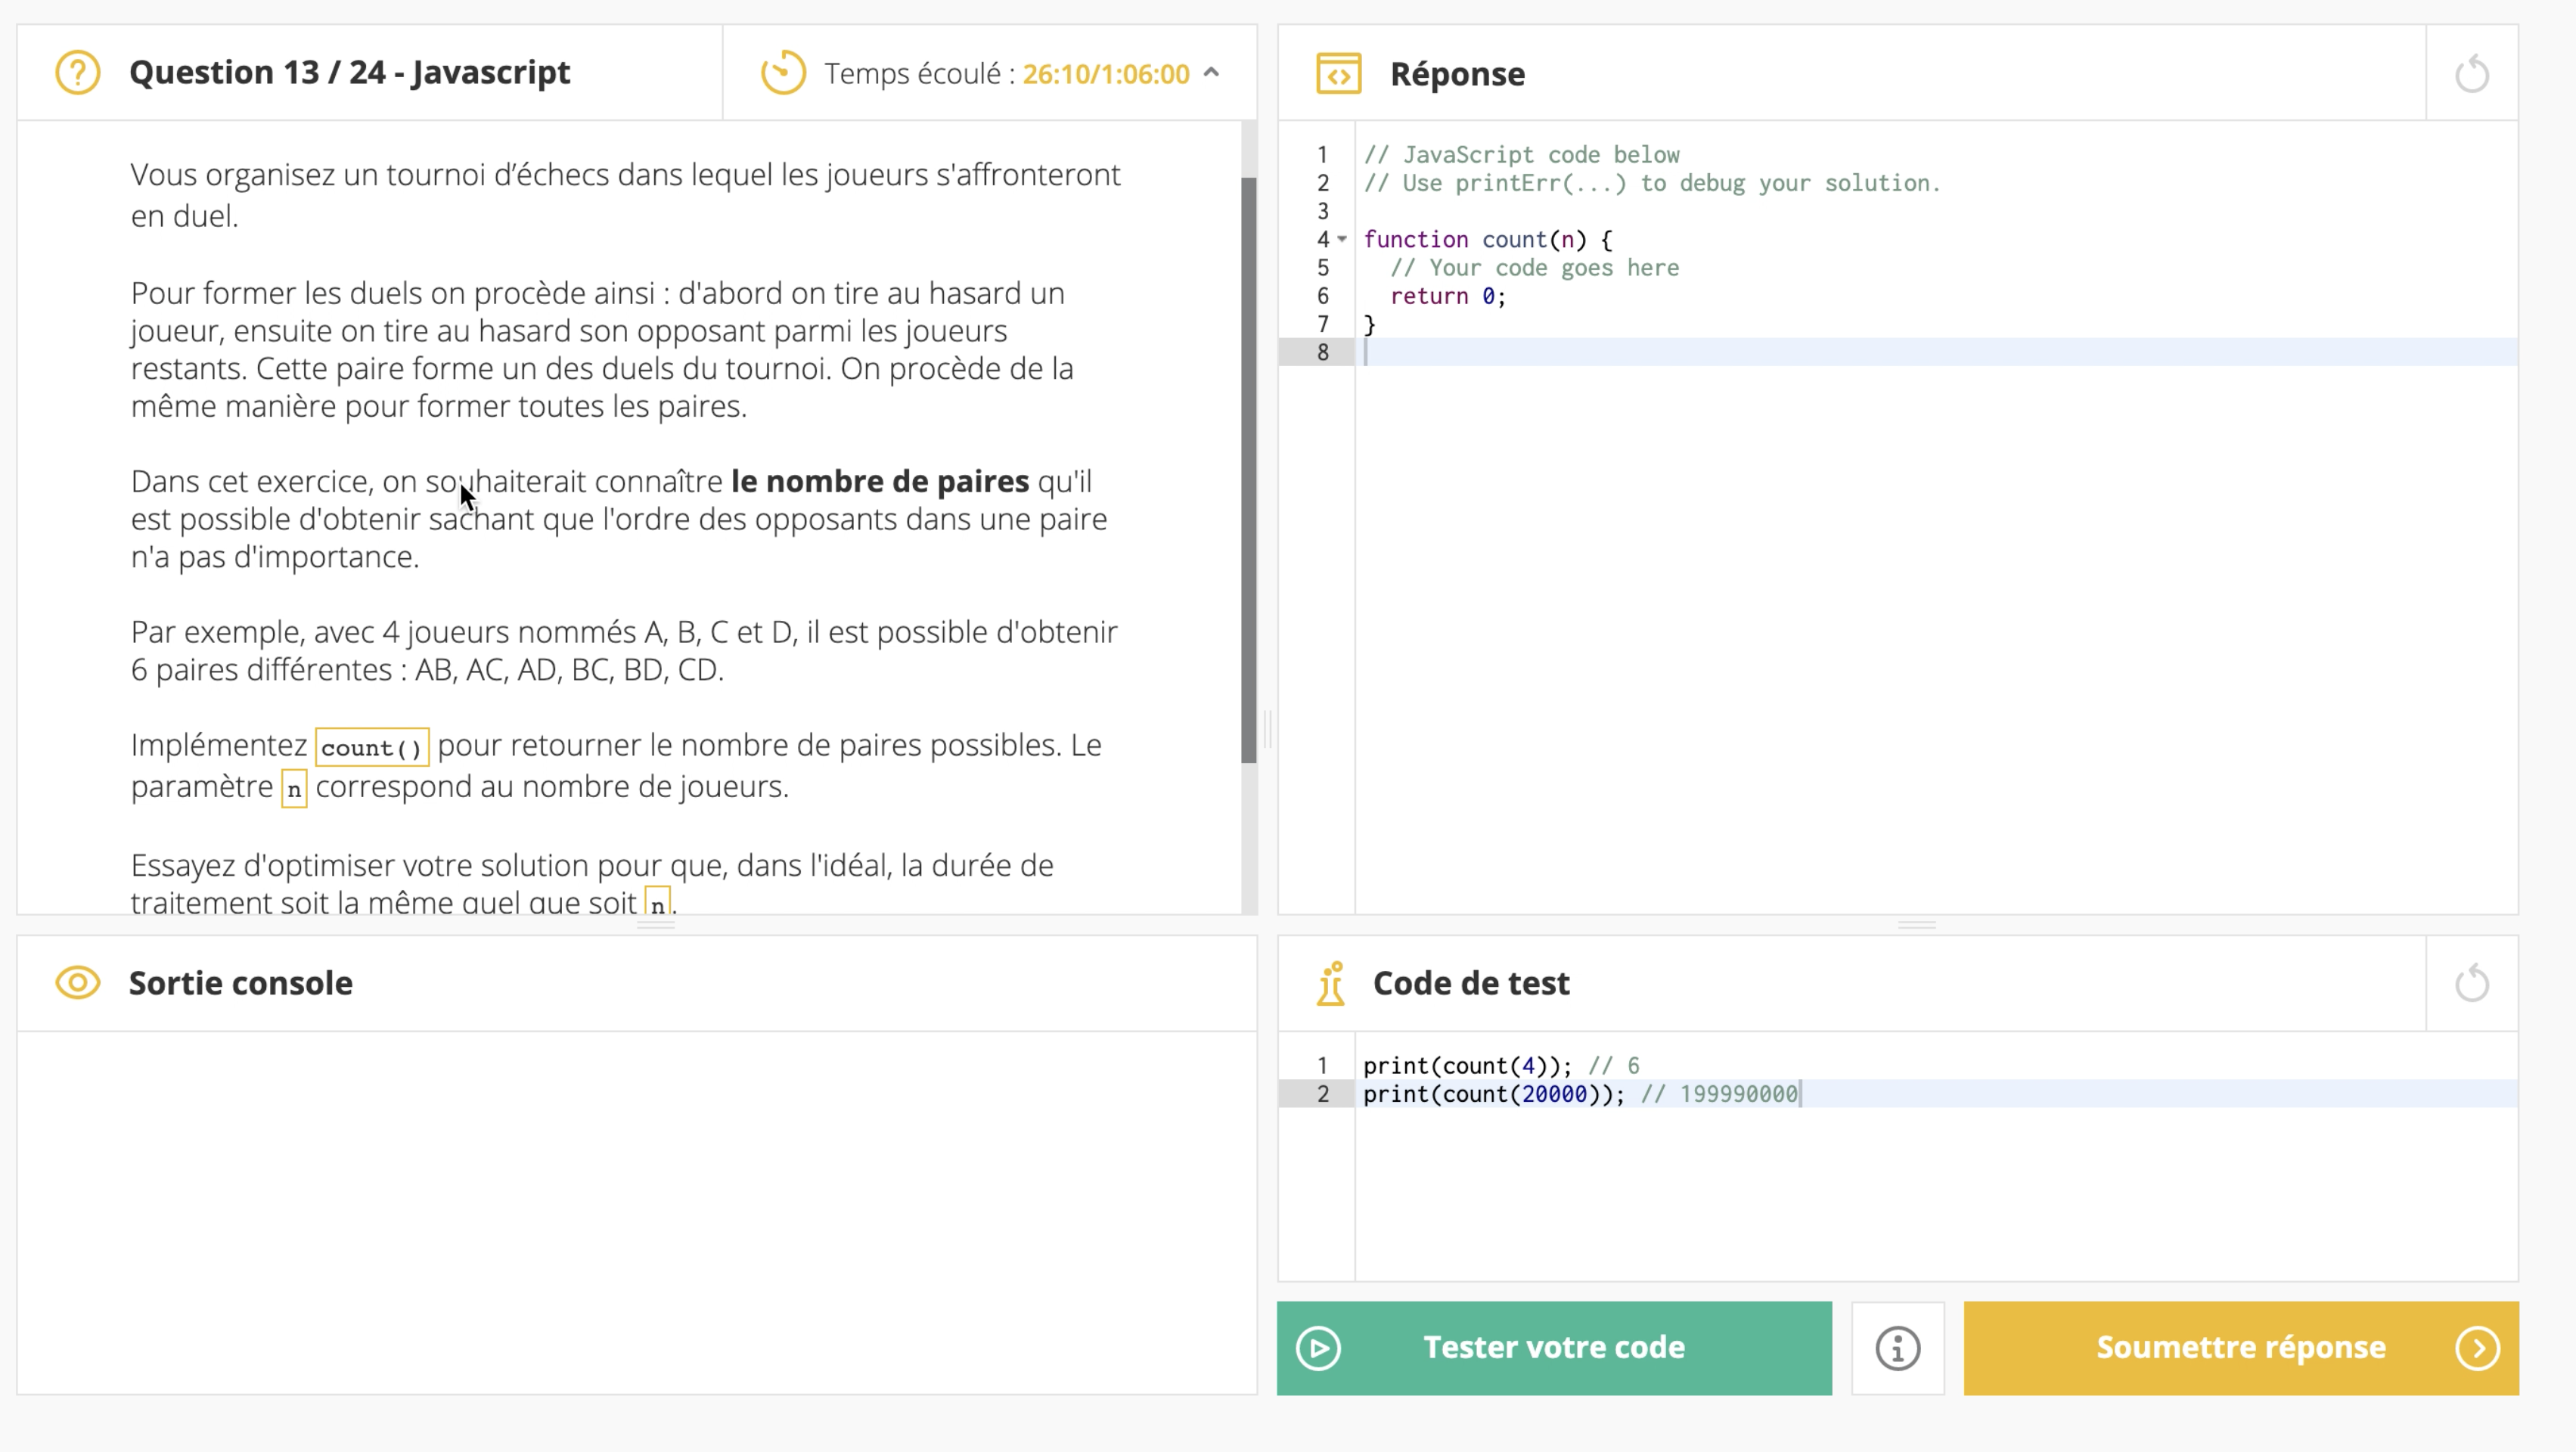 Question 13 / 24 - Javascript
Temps écoulé : 26:10/1:06:00
Vous organisez un tournoi d’échecs dans lequel les joueurs s'affronteront
en duel.
Pour former les duels on procède ainsi : d'abord on tire au hasard un
joueur, ensuite on tire au hasard son opposant parmi les joueurs
restants. Cette paire forme un des duels du tournoi. On procède de la
même manière pour former toutes les paires.
Dans cet exercice, on souhaiterait connaître le nombre de paires qu'il
est possible d'obtenir sachant que l'ordre des opposants dans une paire
n'a pas d'importance.
Par exemple, avec 4 joueurs nommés A, B, C et D, il est possible d'obtenir
6 paires différentes : AB, AC, AD, BC, BD, CD.
Implémentez count() pour retourner le nombre de paires possibles. Le
paramètre n correspond au nombre de joueurs.
Essayez d'optimiser votre solution pour que, dans l'idéal, la durée de
traitement soit la même quel que soit n.
Réponse
1 // JavaScript code below
2 // Use printErr(...) to debug your solution.
3
4 function count(n) {
5 // Your code goes here
6 return 0;
7 }
8
Sortie console
Code de test
1 print(count(4)); // 6
2 print(count(20000)); // 199990000
Tester votre code
Soumettre réponse